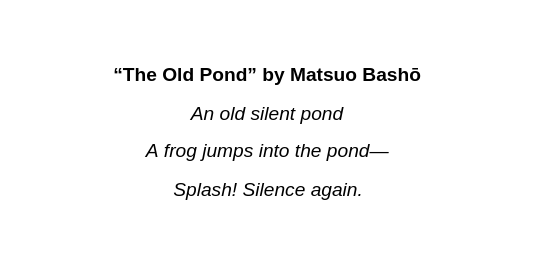 “The Old Pond” by Matsuo Bashō
An old silent pond
A frog jumps into the pond—
Splash! Silence again.